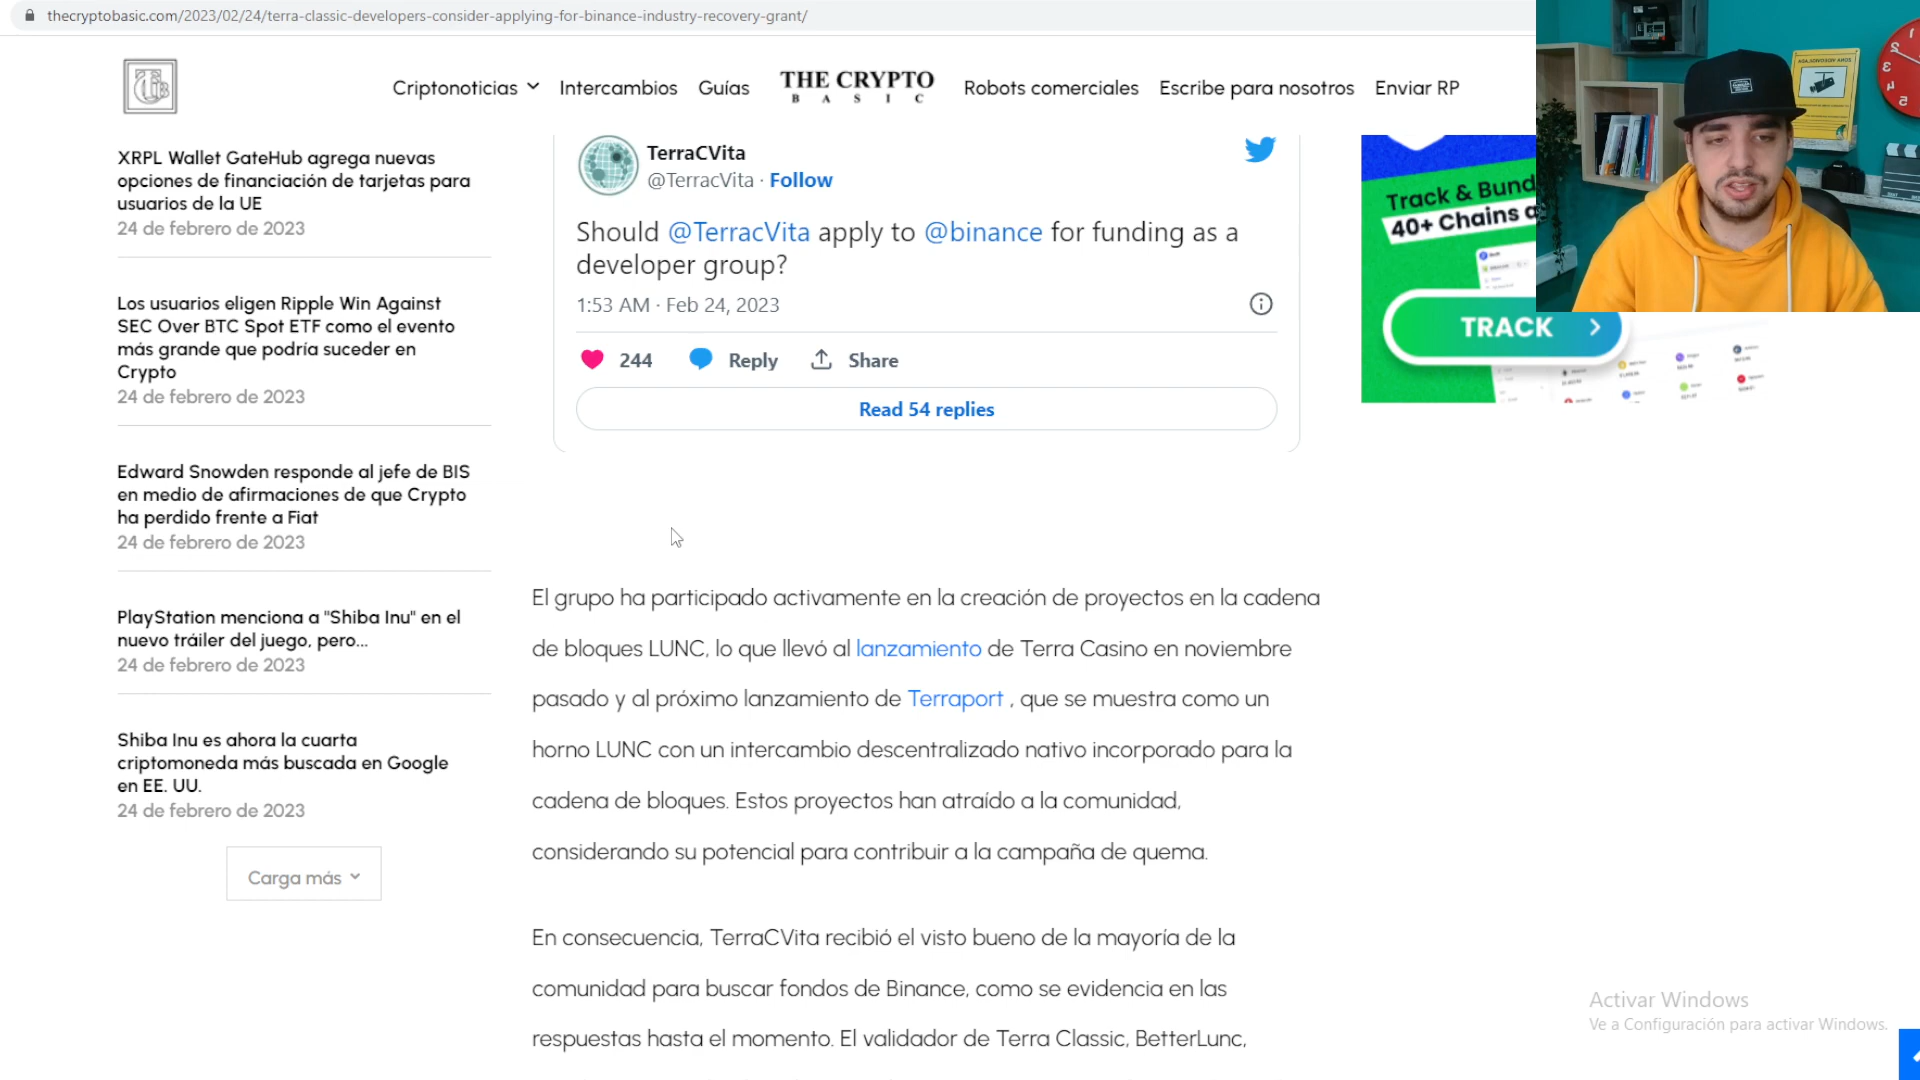 thecryptobasic.com/2023/02/24/terra-classic-developers-consider-applying-for-binance-industry-recovery-grant/
Criptonoticias
Intercambios
Guías
THE CRYPTO
BASIC
Robots comerciales
Escribe para nosotros
Enviar RP
XRPL Wallet GateHub agrega nuevas
opciones de financiación de tarjetas para
usuarios de la UE
24 de febrero de 2023
Los usuarios eligen Ripple Win Against
SEC Over BTC Spot ETF como el evento
más grande que podría suceder en
Crypto
24 de febrero de 2023
Edward Snowden responde al jefe de BIS
en medio de afirmaciones de que Crypto
ha perdido frente a Fiat
24 de febrero de 2023
PlayStation menciona a "Shiba Inu" en el
nuevo tráiler del juego, pero...
24 de febrero de 2023
Shiba Inu es ahora la cuarta
criptomoneda más buscada en Google
en EE. UU.
24 de febrero de 2023
Carga más
TerraCVita
@TerracVita · Follow
Should @TerracVita apply to @binance for funding as a
developer group?
1:53 AM · Feb 24, 2023
244
Reply
Share
Read 54 replies
El grupo ha participado activamente en la creación de proyectos en la cadena
de bloques LUNC, lo que llevó al lanzamiento de Terra Casino en noviembre
pasado y al próximo lanzamiento de Terraport , que se muestra como un
horno LUNC con un intercambio descentralizado nativo incorporado para la
cadena de bloques. Estos proyectos han atraído a la comunidad,
considerando su potencial para contribuir a la campaña de quema.
En consecuencia, TerraCVita recibió el visto bueno de la mayoría de la
comunidad para buscar fondos de Binance, como se evidencia en las
respuestas hasta el momento. El validador de Terra Classic, BetterLunc,
Track & Bund
40+ Chains a
TRACK
Activar Windows
Ve a Configuración para activar Windows.